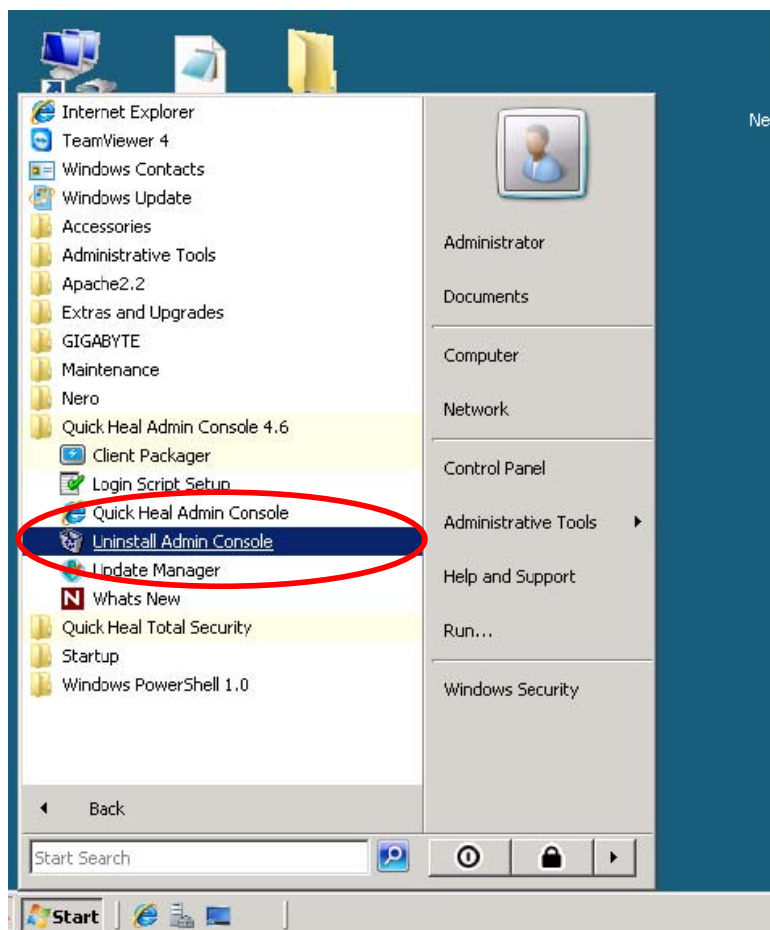 Ne
Internet Explorer
TeamViewer 4
Windows Contacts
Windows Update
Accessories
Administrative Tools
Apache2.2
Extras and Upgrades
GIGABYTE
Maintenance
Nero
Quick Heal Admin Console 4.6
Client Packager
Login Script Setup
Quick Heal Admin Console
Uninstall Admin Console
Update Manager
N Whats New
Quick Heal Total Security
Startup
Windows PowerShell 1.0
Back
Start Search
Administrator
Documents
Computer
Network
Control Panel
Administrative Tools
Help and Support
Run...
Windows Security
Start